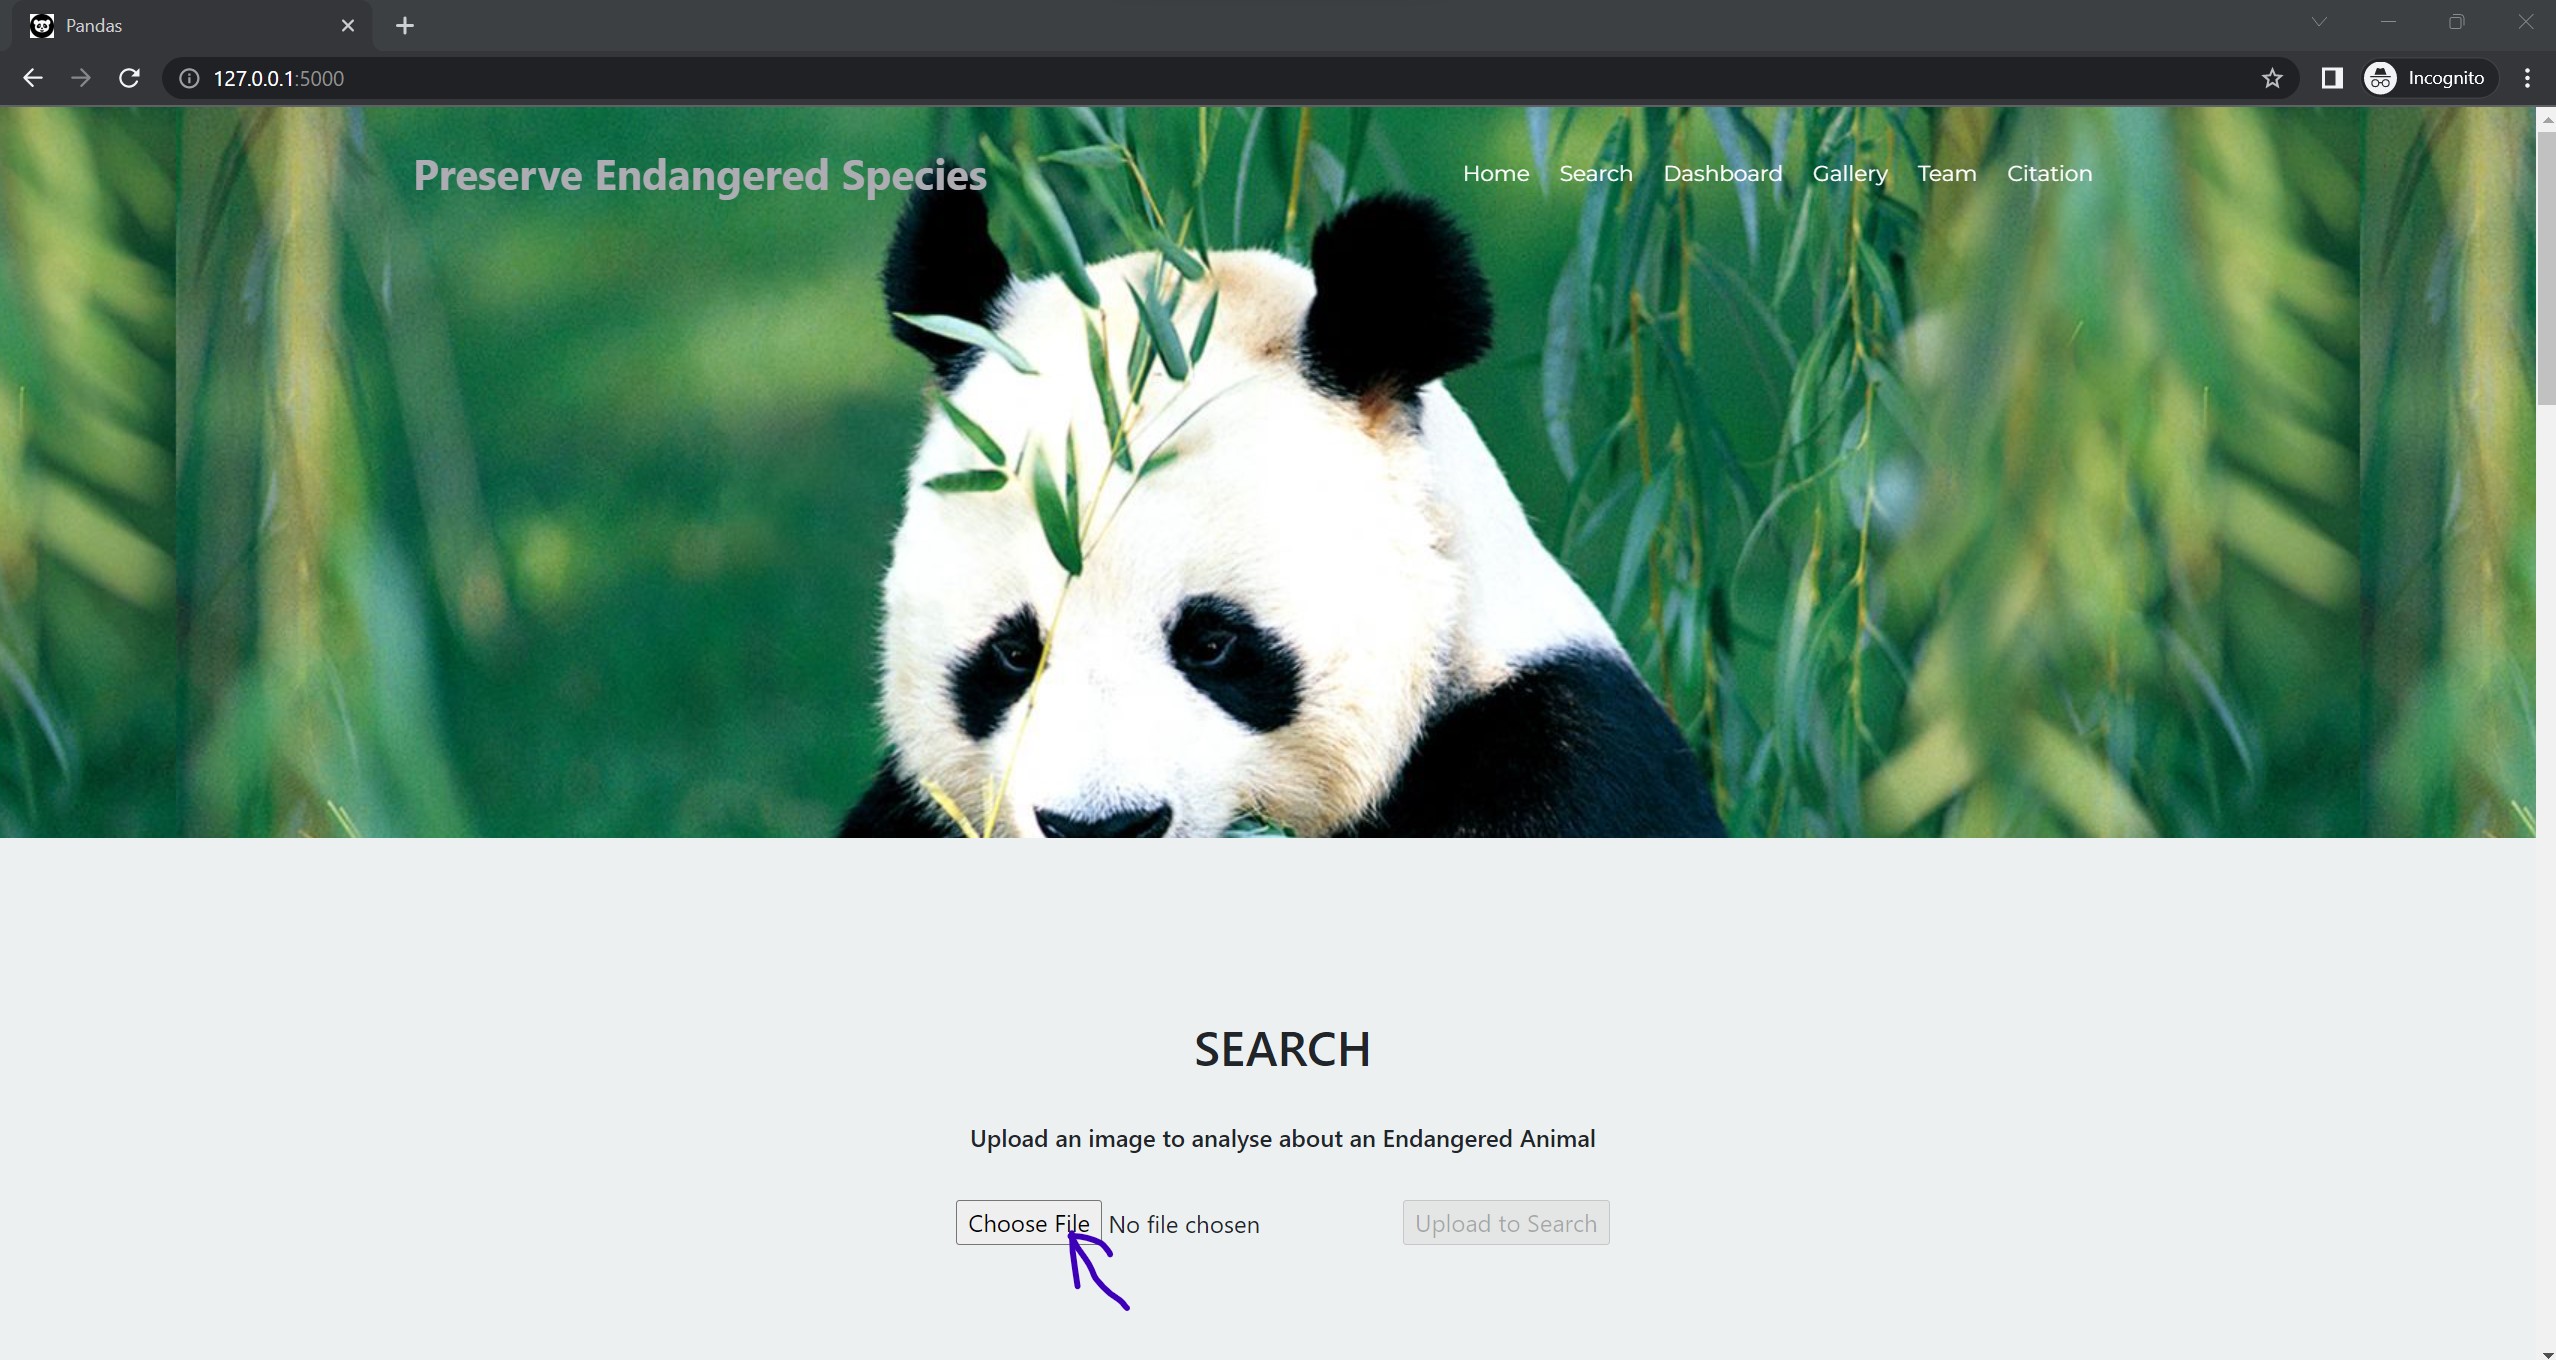 Pandas
127.0.0.1:5000
Incognito
Preserve Endangered Species
Home Search Dashboard Gallery Team Citation
SEARCH
Upload an image to analyse about an Endangered Animal
Choose File No file chosen Upload to Search